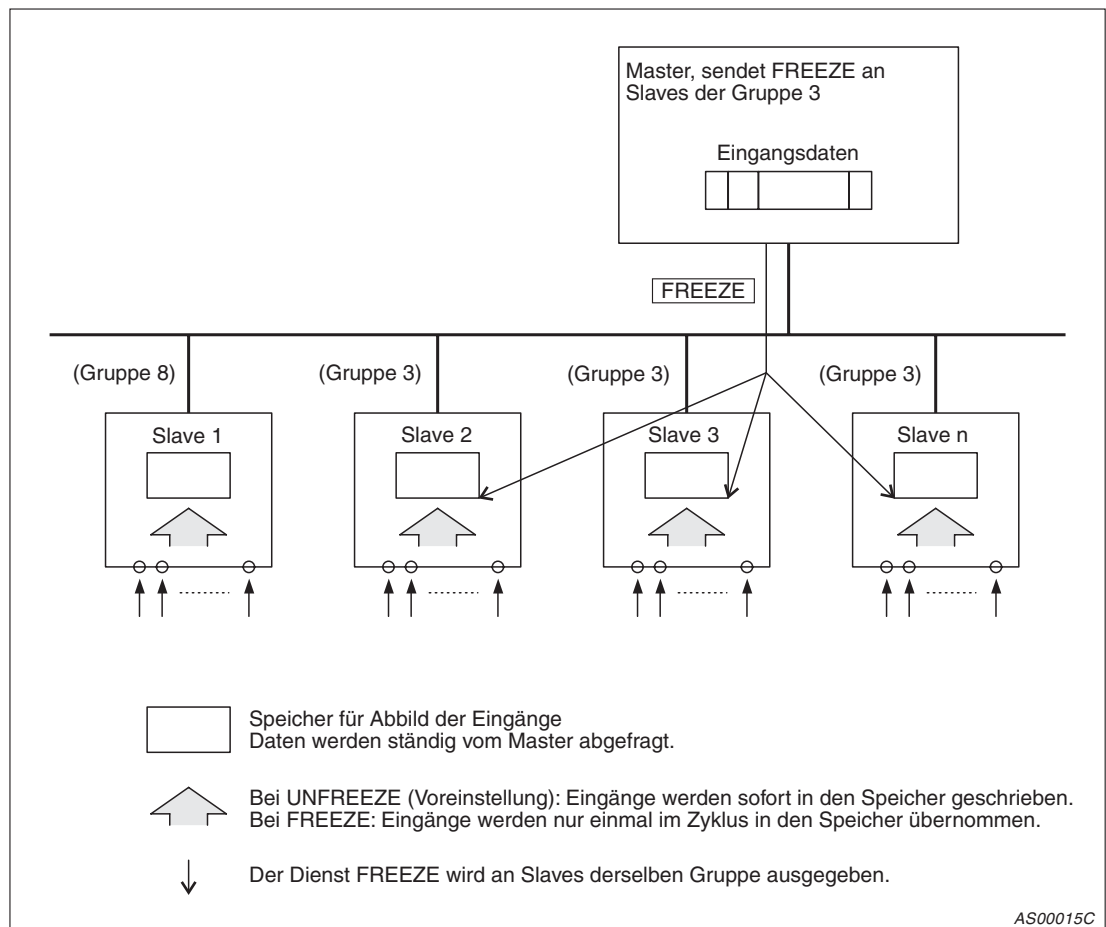 Master, sendet FREEZE an
Slaves der Gruppe 3
Eingangsdaten
FREEZE
(Gruppe 8)
(Gruppe 3)
(Gruppe 3)
(Gruppe 3)
Slave 1
Slave 2
Slave 3
Slave n
Speicher für Abbild der Eingänge
Daten werden ständig vom Master abgefragt.
Bei UNFREEZE (Voreinstellung): Eingänge werden sofort in den Speicher geschrieben.
Bei FREEZE: Eingänge werden nur einmal im Zyklus in den Speicher übernommen.
Der Dienst FREEZE wird an Slaves derselben Gruppe ausgegeben.
AS00015C